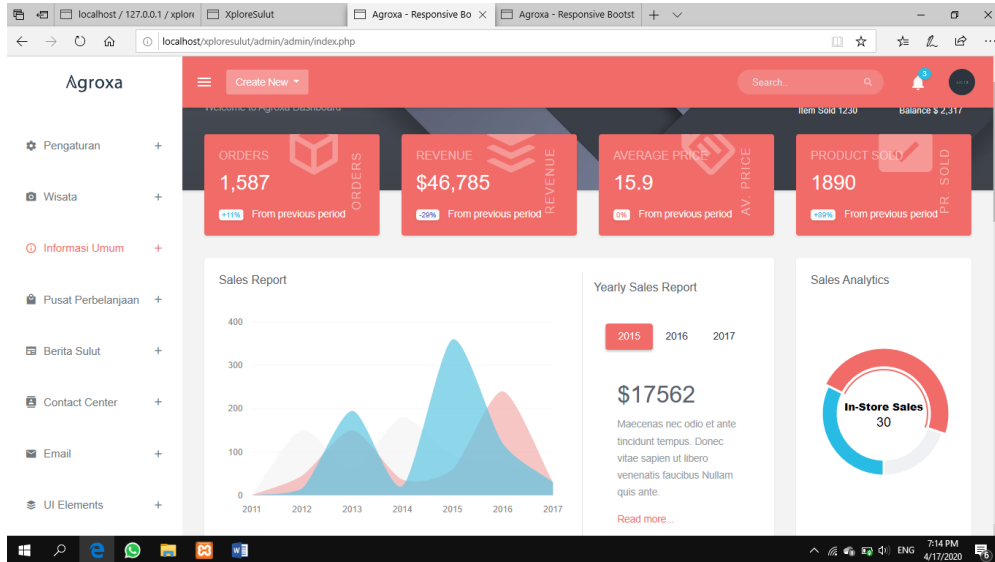 localhost / 127.0.0.1 / xplore
XploreSulut
Agroxa - Responsive Bo
Agroxa - Responsive Bootst
localhost/xploresulut/admin/admin/index.php
Agroxa
Create New
Search..
3
Welcome to Agroxa Dashboard
Item Sold 1230
Balance $ 2,317
Pengaturan
Wisata
Informasi Umum
Pusat Perbelanjaan
Berita Sulut
Contact Center
Email
UI Elements
ORDERS
1,587
+11% From previous period
ORDERS
REVENUE
$46,785
-29% From previous period
REVENUE
AVERAGE PRICE
15.9
0% From previous period
AV. PRICE
PRODUCT SOLD
1890
+89% From previous period
PR. SOLD
Sales Report
400
300
200
100
0
2011 2012 2013 2014 2015 2016 2017
Yearly Sales Report
2015 2016 2017
$17562
Maecenas nec odio et ante
tincidunt tempus. Donec
vitae sapien ut libero
venenatis faucibus Nullam
quis ante.
Read more...
Sales Analytics
In-Store Sales
30
ENG
7:14 PM
4/17/2020
6